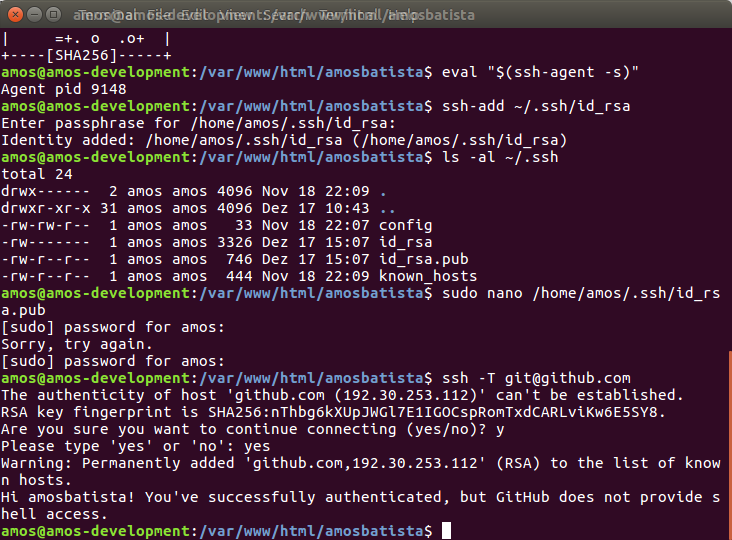 Terminal File Edit View Search Terminal Help
|     =+. o  .o+  |
+----[SHA256]-----+
amos@amos-development:/var/www/html/amosbatista$ eval "$(ssh-agent -s)"
Agent pid 9148
amos@amos-development:/var/www/html/amosbatista$ ssh-add ~/.ssh/id_rsa
Enter passphrase for /home/amos/.ssh/id_rsa:
Identity added: /home/amos/.ssh/id_rsa (/home/amos/.ssh/id_rsa)
amos@amos-development:/var/www/html/amosbatista$ ls -al ~/.ssh
total 24
drwx------  2 amos amos 4096 Nov 18 22:09 .
drwxr-xr-x 31 amos amos 4096 Dez 17 10:43 ..
-rw-rw-r--  1 amos amos   33 Nov 18 22:07 config
-rw-------  1 amos amos 3326 Dez 17 15:07 id_rsa
-rw-r--r--  1 amos amos  746 Dez 17 15:07 id_rsa.pub
-rw-r--r--  1 amos amos  444 Nov 18 22:09 known_hosts
amos@amos-development:/var/www/html/amosbatista$ sudo nano /home/amos/.ssh/id_rs
a.pub
[sudo] password for amos:
Sorry, try again.
[sudo] password for amos:
amos@amos-development:/var/www/html/amosbatista$ ssh -T git@github.com
The authenticity of host 'github.com (192.30.253.112)' can't be established.
RSA key fingerprint is SHA256:nThbg6kXUpJWGl7E1IGOCspRomTxdCARLviKw6E5SY8.
Are you sure you want to continue connecting (yes/no)? y
Please type 'yes' or 'no': yes
Warning: Permanently added 'github.com,192.30.253.112' (RSA) to the list of know
n hosts.
Hi amosbatista! You've successfully authenticated, but GitHub does not provide s
hell access.
amos@amos-development:/var/www/html/amosbatista$